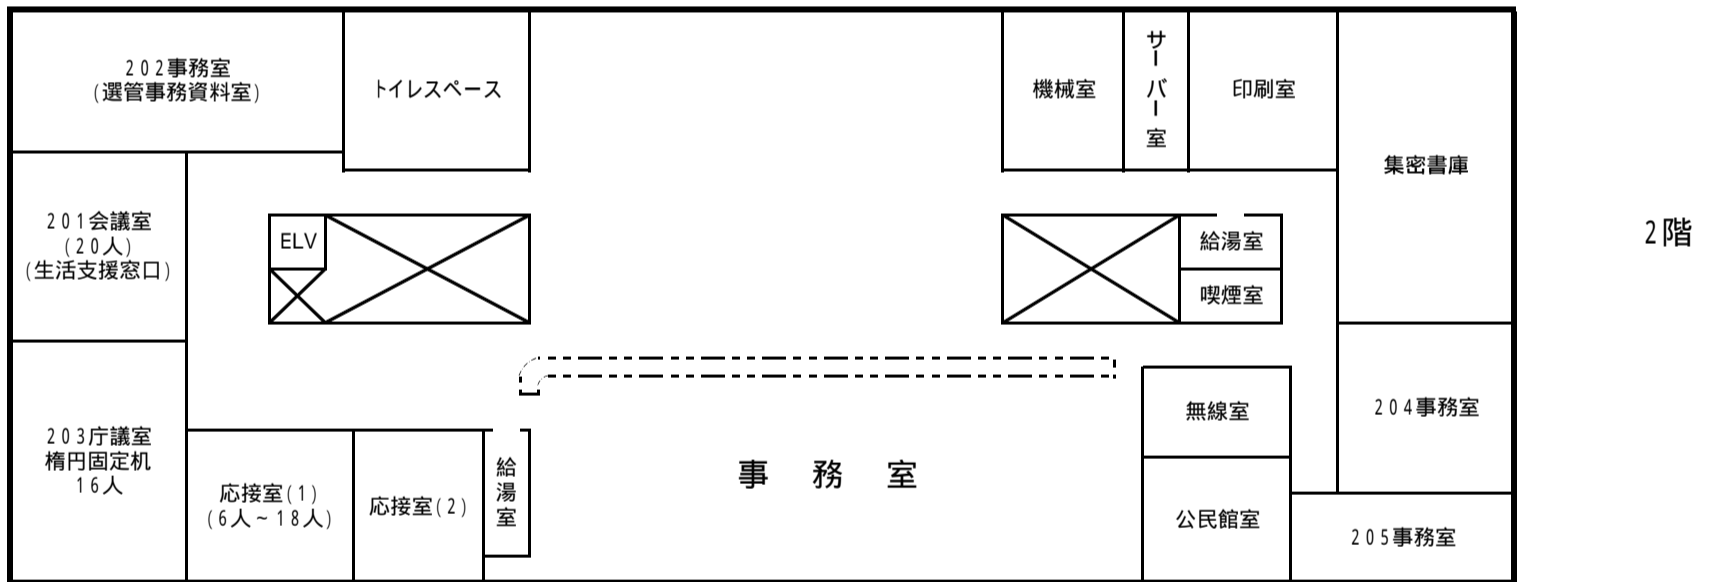 202事務室
(選管事務資料室)
トイレスペース
機械室
サーバー室
印刷室
集密書庫
2階
201会議室
(20人)
(生活支援窓口)
ELV
給湯室
喫煙室
203庁議室
楕円固定机
16人
応接室(1)
(6人~18人)
応接室(2)
給湯室
事務室
無線室
公民館室
204事務室
205事務室